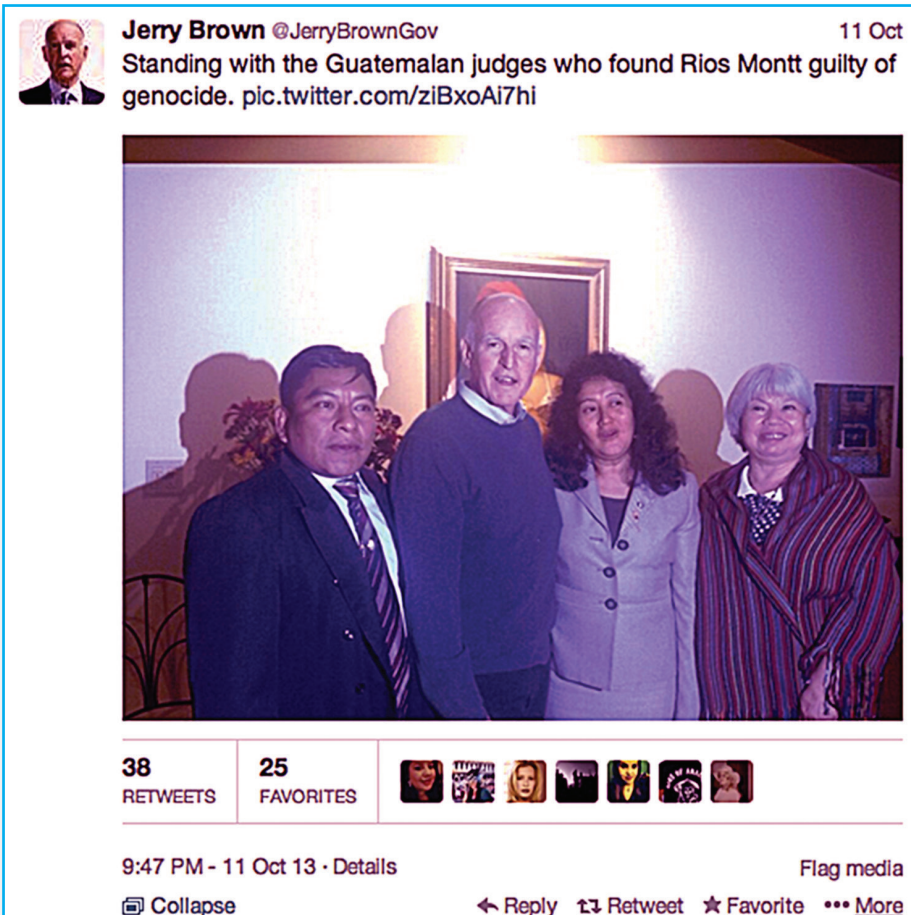 Jerry Brown @JerryBrownGov 11 Oct
Standing with the Guatemalan judges who found Rios Montt guilty of
genocide. pic.twitter.com/ziBxoAi7hi
38 25
RETWEETS FAVORITES
9:47 PM - 11 Oct 13 · Details Flag media
Collapse Reply Retweet Favorite ••• More